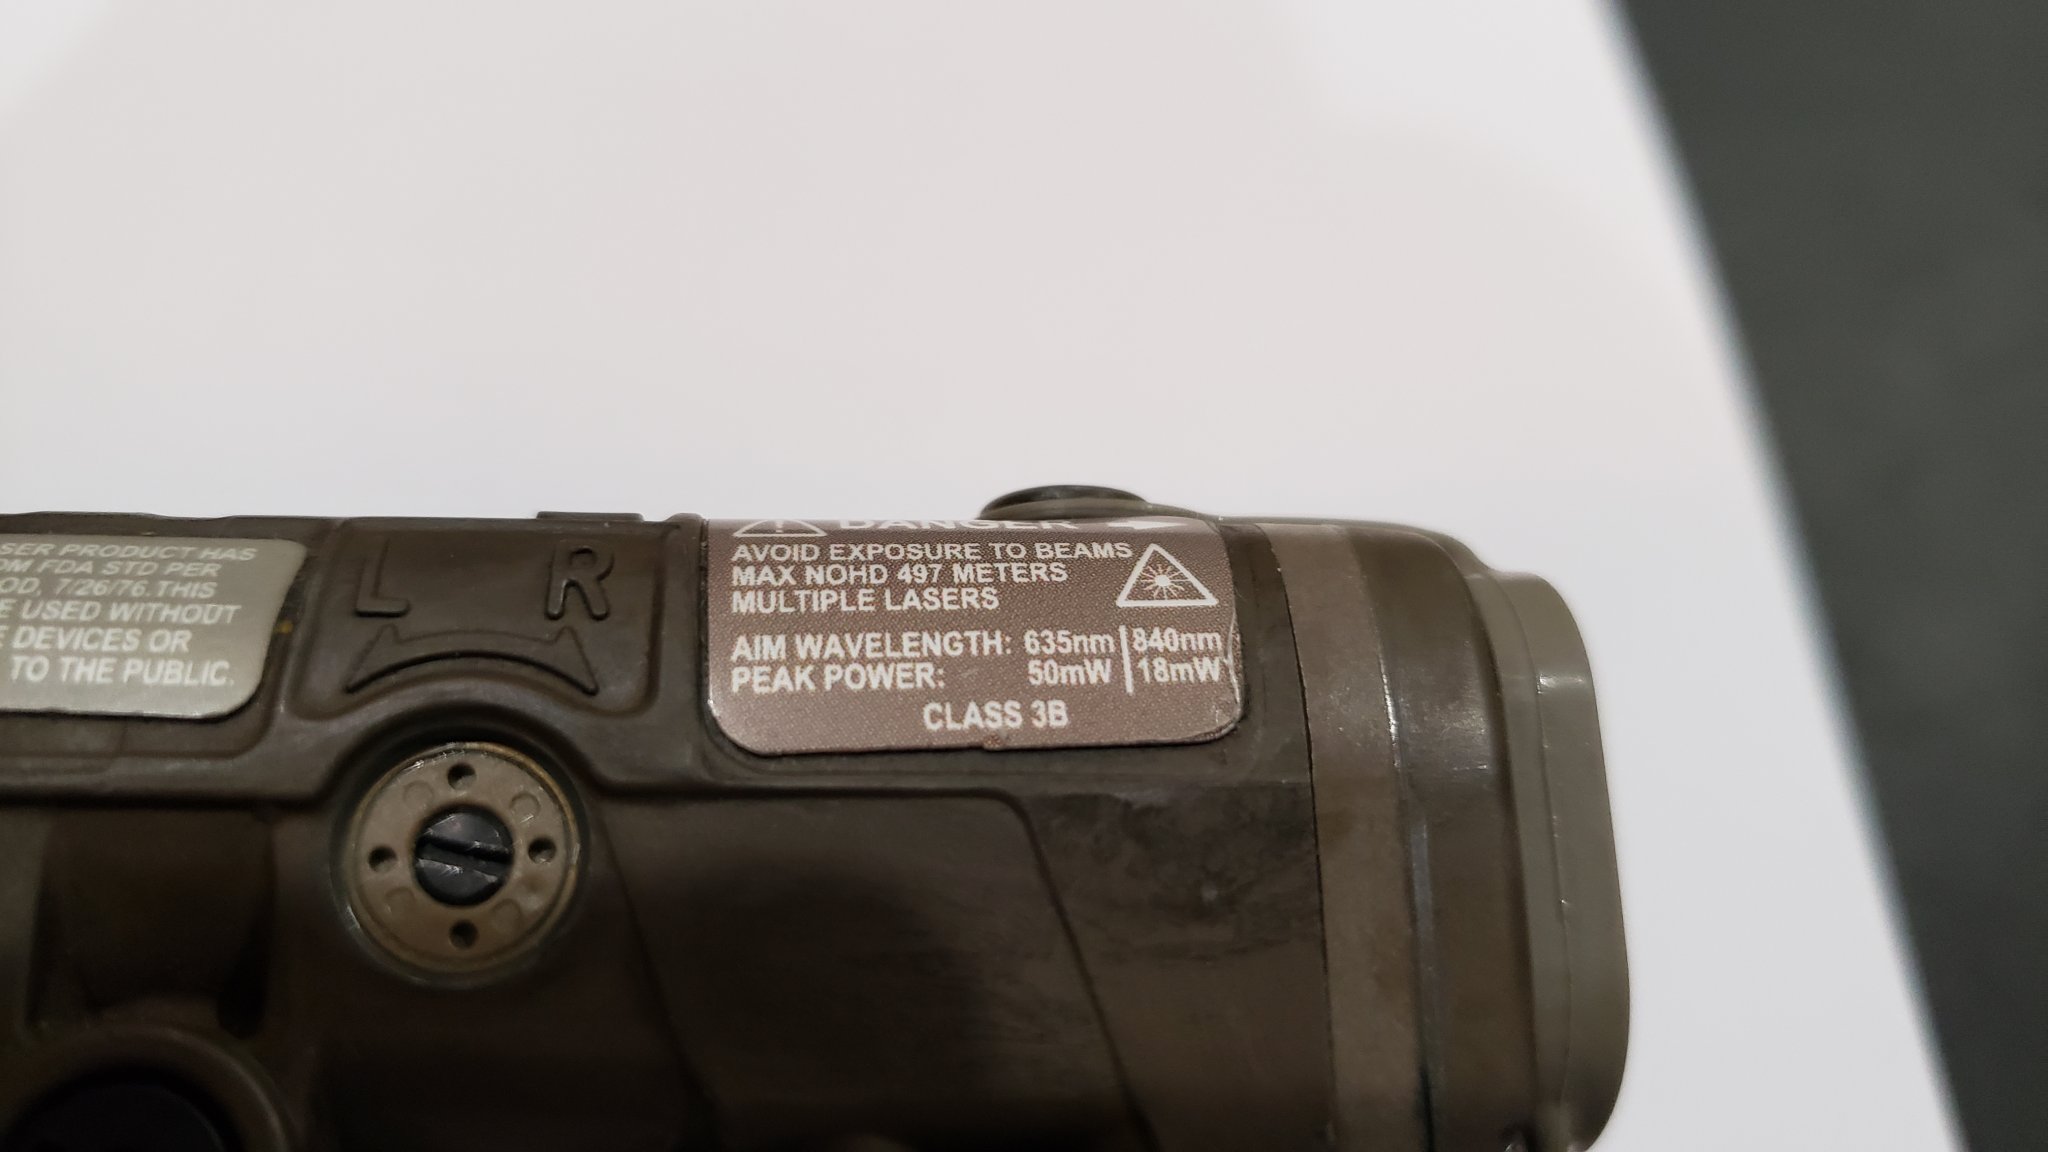 SER PRODUCT HAS
OM FDA STD PER
OD, 7/26/76.THIS
E USED WITHOUT
E DEVICES OR
TO THE PUBLIC.
L R
DANGER
AVOID EXPOSURE TO BEAMS
MAX NOHD 497 METERS
MULTIPLE LASERS
AIM WAVELENGTH: 635nm | 840nm
PEAK POWER: 50mW | 18mW
CLASS 3B